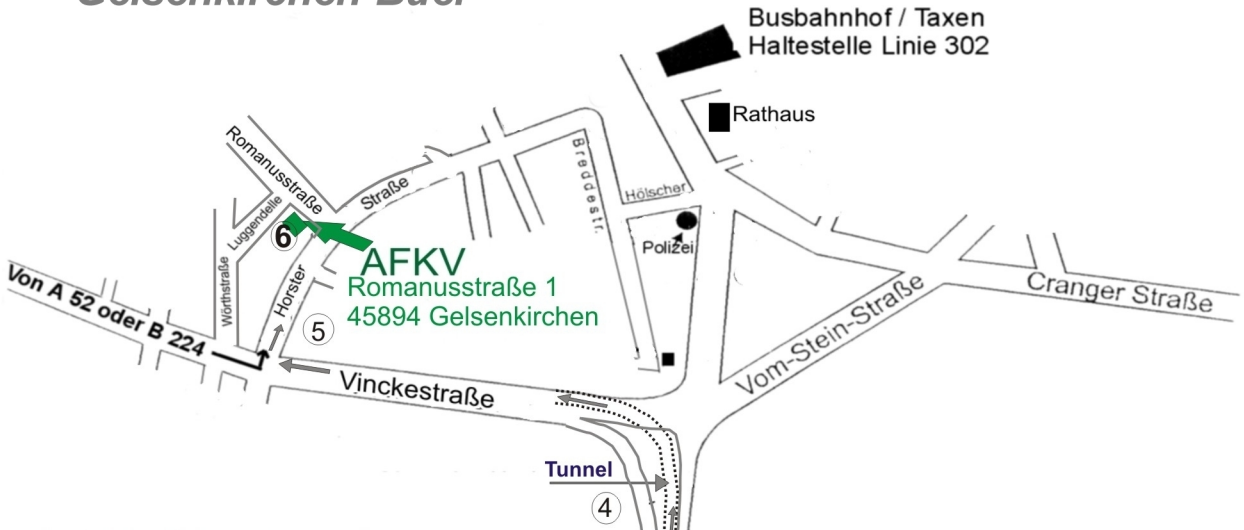 Gelsenkirchen-Buer
Busbahnhof / Taxen
Haltestelle Linie 302
Rathaus
Romanusstraße
Straße
Breddestr.
Hölscher
Polizei
Luggendelle
6
Wörthstraße
Horster
AFKV
Romanusstraße 1
45894 Gelsenkirchen
5
Von A 52 oder B 224
Vinckestraße
Vom-Stein-Straße
Cranger Straße
Tunnel
4